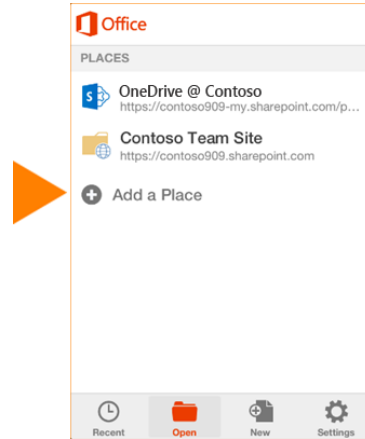 Office
PLACES
OneDrive @ Contoso
https://contoso909-my.sharepoint.com/p...
Contoso Team Site
https://contoso909.sharepoint.com
Add a Place
Recent
Open
New
Settings